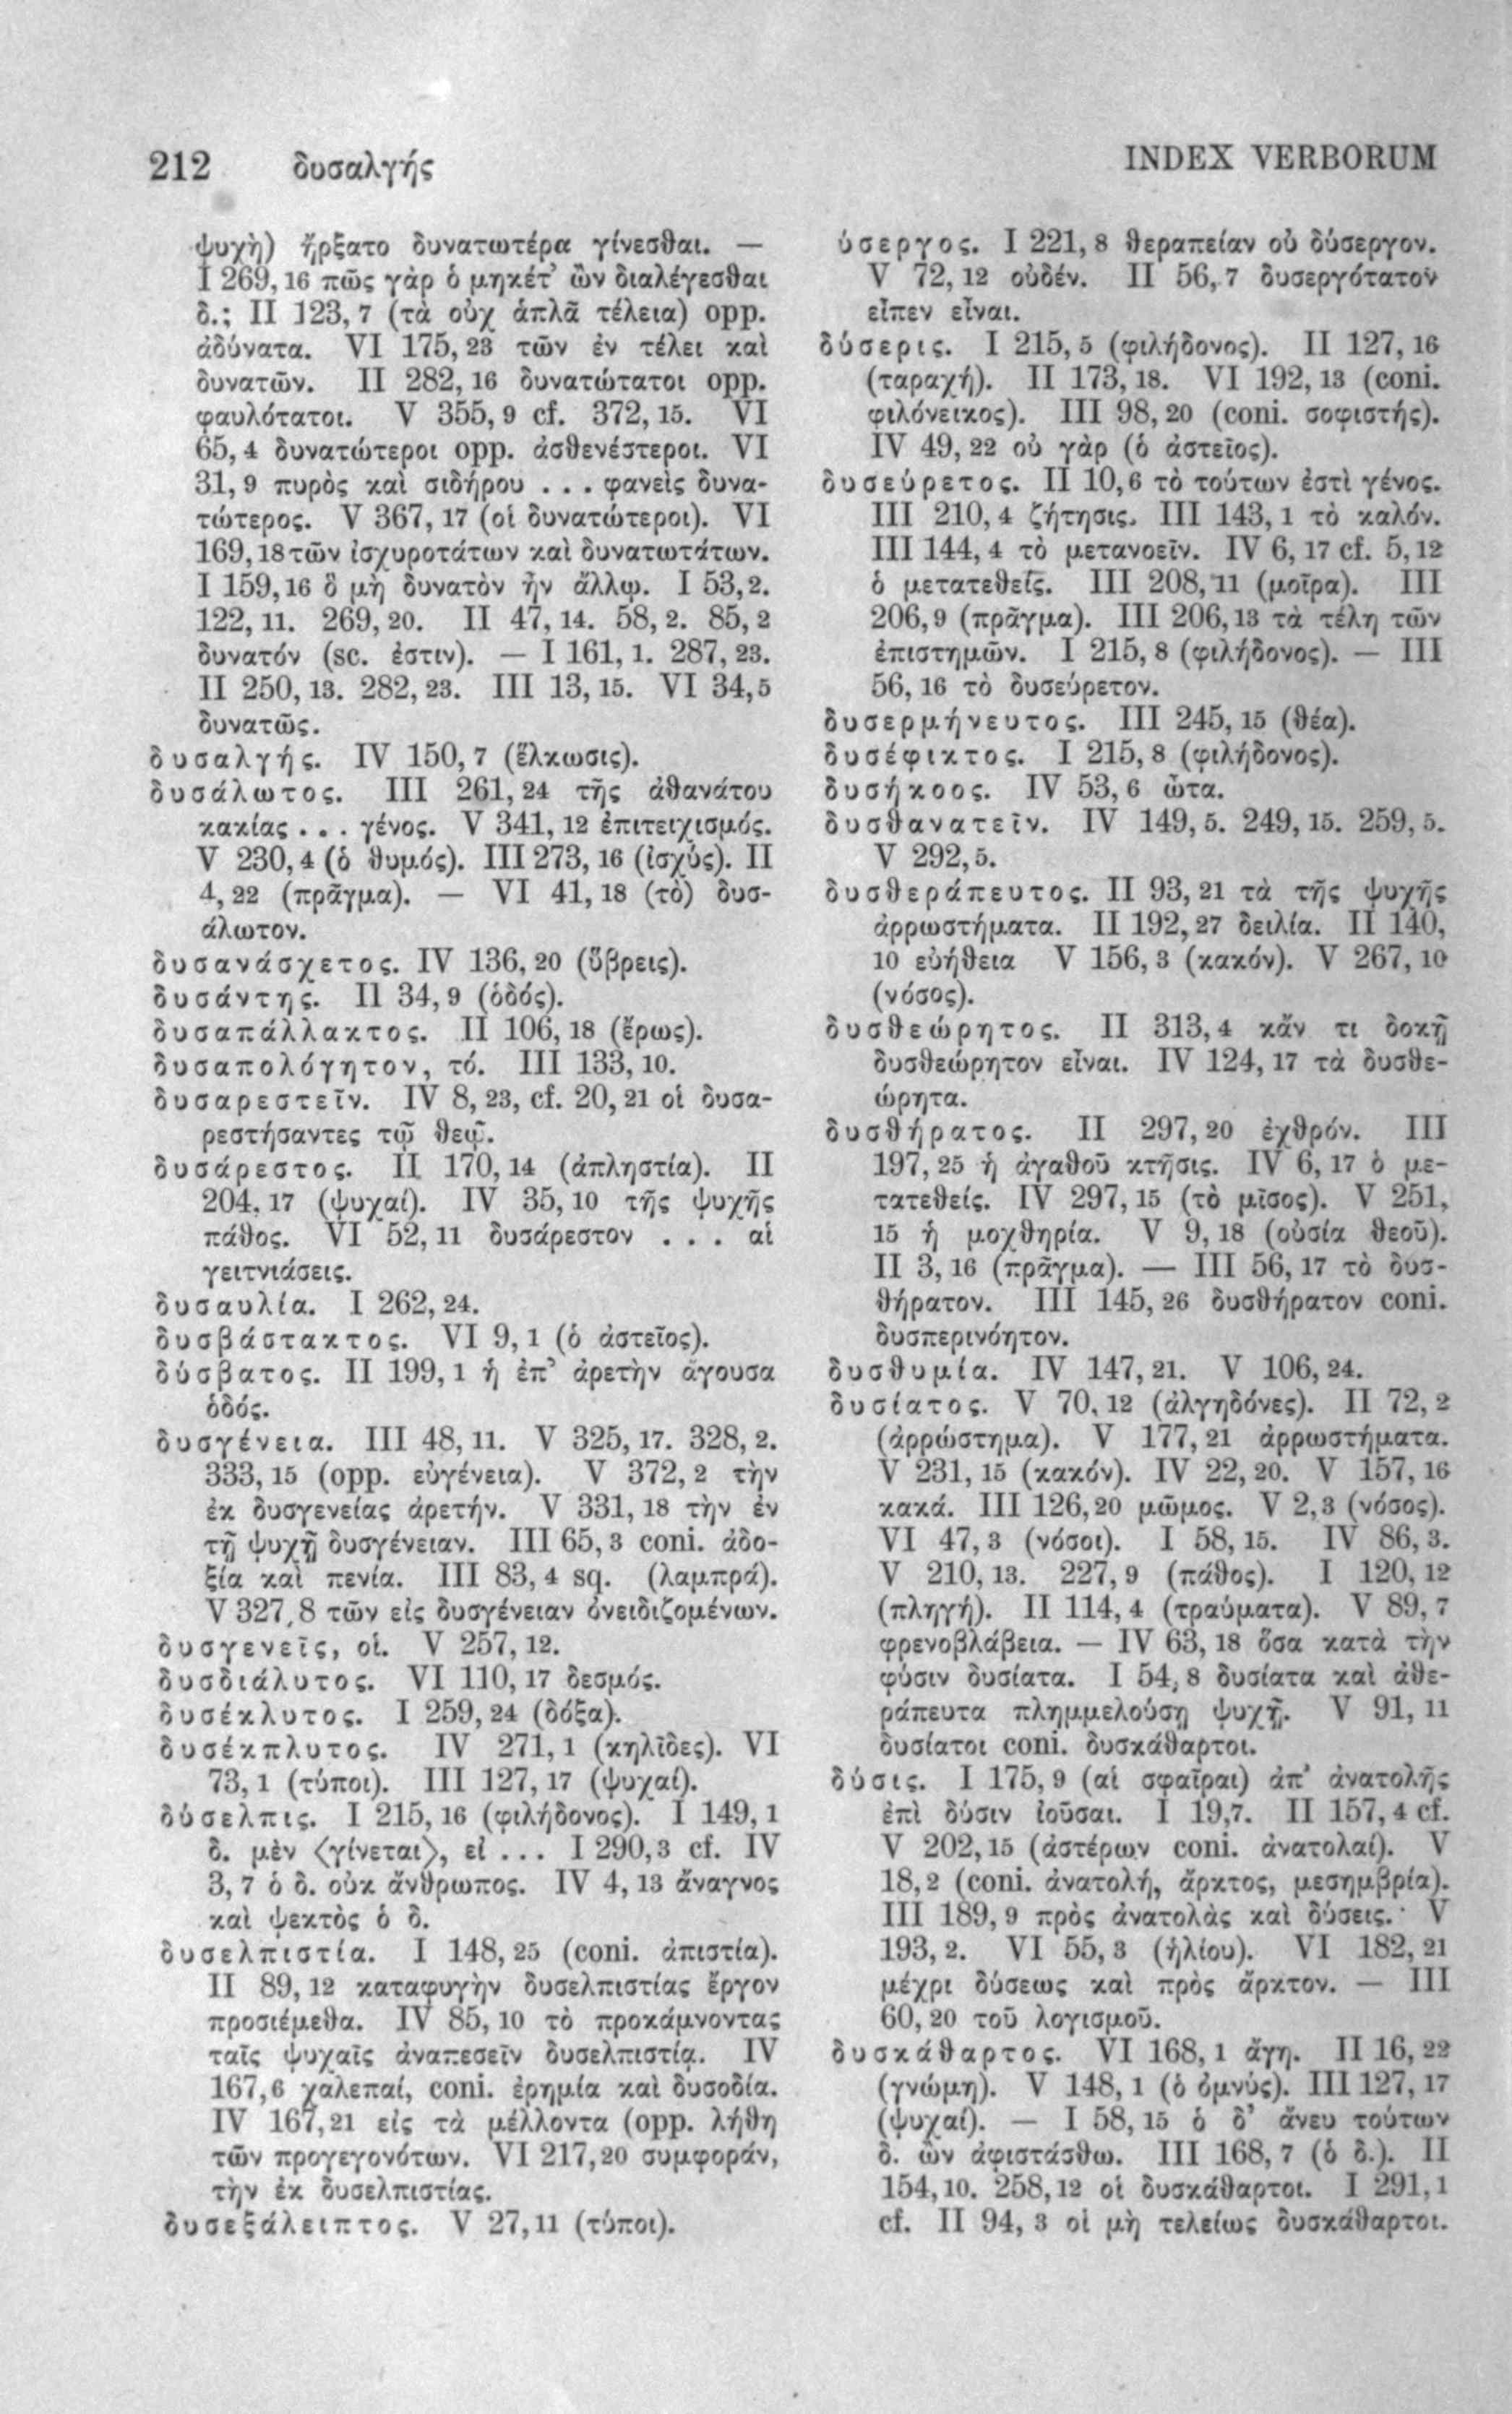 212 δυσαλγής INDEX VERBORUM
ψυχὴ) ἤρξατο δυνατωτέρα γίνεσθαι. —
I 269, 16 πῶς γὰρ ὁ μηκέτ’ ὢν διαλέγεσθαι
δ.; II 123, 7 (τὰ οὐχ ἁπλᾶ τέλεια) opp.
ἀδύνατα. VI 175, 23 τῶν ἐν τέλει καὶ
δυνατῶν. II 282, 16 δυνατώτατοι opp.
φαυλότατοι. V 355, 9 cf. 372, 15. VI
65, 4 δυνατώτεροι opp. ἀσθενέστεροι. VI
31, 9 πυρὸς καὶ σιδήρου . . . φανεὶς δυνα-
τώτερος. V 367, 17 (οἱ δυνατώτεροι). VI
169, 18 τῶν ἰσχυροτάτων καὶ δυνατωτάτων.
I 159, 16 ὃ μὴ δυνατὸν ἦν ἄλλῳ. I 53, 2.
122, 11. 269, 20. II 47, 14. 58, 2. 85, 2
δυνατόν (sc. ἐστιν). — I 161, 1. 287, 23.
II 250, 13. 282, 23. III 13, 15. VI 34, 5
δυνατῶς.
δυσαλγής. IV 150, 7 (ἕλκωσις).
δυσάλωτος. III 261, 24 τῆς ἀθανάτου
κακίας . . . γένος. V 341, 12 ἐπιτειχισμός.
V 230, 4 (ὁ θυμός). III 273, 16 (ἰσχύς). II
4, 22 (πρᾶγμα). — VI 41, 18 (τὸ) δυσ-
άλωτον.
δυσανάσχετος. IV 136, 20 (ὕβρεις).
δυσάντης. II 34, 9 (ὁδός).
δυσαπάλλακτος. II 106, 18 (ἔρως).
δυσαπολόγητον, τό. III 133, 10.
δυσαρεστεῖν. IV 8, 23, cf. 20, 21 οἱ δυσα-
ρεστήσαντες τῷ θεῷ.
δυσάρεστος. II 170, 14 (ἀπληστία). II
204, 17 (ψυχαί). IV 35, 10 τῆς ψυχῆς
πάθος. VI 52, 11 δυσάρεστον . . . αἱ
γειτνιάσεις.
δυσαυλία. I 262, 24.
δυσβάστακτος. VI 9, 1 (ὁ ἀστεῖος).
δύσβατος. II 199, 1 ἡ ἐπ’ ἀρετὴν ἄγουσα
ὁδός.
δυσγένεια. III 48, 11. V 325, 17. 328, 2.
333, 15 (opp. εὐγένεια). V 372, 2 τὴν
ἐκ δυσγενείας ἀρετήν. V 331, 18 τὴν ἐν
τῇ ψυχῇ δυσγένειαν. III 65, 3 coni. ἀδο-
ξία καὶ πενία. III 83, 4 sq. (λαμπρά).
V 327, 8 τῶν εἰς δυσγένειαν ὀνειδιζομένων.
δυσγενεῖς, οἱ. V 257, 12.
δυσδιάλυτος. VI 110, 17 δεσμός.
δυσέκλυτος. I 259, 24 (δόξα).
δυσέκπλυτος. IV 271, 1 (κηλῖδες). VI
73, 1 (τύποι). III 127, 17 (ψυχαί).
δύσελπις. I 215, 16 (φιλήδονος). I 149, 1
δ. μὲν 〈γίνεται〉, εἰ . . . I 290, 3 cf. IV
3, 7 ὁ δ. οὐκ ἄνθρωπος. IV 4, 13 ἄναγνος
καὶ ψεκτὸς ὁ δ.
δυσελπιστία. I 148, 25 (coni. ἀπιστία).
II 89, 12 καταφυγὴν δυσελπιστίας ἔργον
προσιέμεθα. IV 85, 10 τὸ προκάμνοντας
ταῖς ψυχαῖς ἀναπεσεῖν δυσελπιστίᾳ. IV
167, 6 χαλεπαί, coni. ἐρημία καὶ δυσοδία.
IV 167, 21 εἰς τὰ μέλλοντα (opp. λήθη
τῶν προγεγονότων. VI 217, 20 συμφοράν,
τὴν ἐκ δυσελπιστίας.
δυσεξάλειπτος. V 27, 11 (τύποι).
ύσεργος. I 221, 8 θεραπείαν οὐ δύσεργον.
V 72, 12 οὐδέν. II 56, 7 δυσεργότατον
εἶπεν εἶναι.
δύσερις. I 215, 5 (φιλήδονος). II 127, 16
(ταραχή). II 173, 18. VI 192, 13 (coni.
φιλόνεικος). III 98, 20 (coni. σοφιστής).
IV 49, 22 οὐ γὰρ (ὁ ἀστεῖος).
δυσεύρετος. II 10, 6 τὸ τούτων ἐστὶ γένος.
III 210, 4 ζήτησις. III 143, 1 τὸ καλόν.
III 144, 4 τὸ μετανοεῖν. IV 6, 17 cf. 5, 12
ὁ μετατεθείς. III 208, 11 (μοῖρα). III
206, 9 (πρᾶγμα). III 206, 13 τὰ τέλη τῶν
ἐπιστημῶν. I 215, 8 (φιλήδονος). — III
56, 16 τὸ δυσεύρετον.
δυσερμήνευτος. III 245, 15 (θέα).
δυσέφικτος. I 215, 8 (φιλήδονος).
δυσήκοος. IV 53, 6 ὦτα.
δυσθανατεῖν. IV 149, 5. 249, 15. 259, 5.
V 292, 5.
δυσθεράπευτος. II 93, 21 τὰ τῆς ψυχῆς
ἀρρωστήματα. II 192, 27 δειλία. II 140,
10 εὐήθεια V 156, 3 (κακόν). V 267, 10
(νόσος).
δυσθεώρητος. II 313, 4 κἄν τι δοκῇ
δυσθεώρητον εἶναι. IV 124, 17 τὰ δυσθε-
ώρητα.
δυσθήρατος. II 297, 20 ἐχθρόν. III
197, 25 ἡ ἀγαθοῦ κτῆσις. IV 6, 17 ὁ με-
τατεθείς. IV 297, 15 (τὸ μῖσος). V 251,
15 ἡ μοχθηρία. V 9, 18 (οὐσία θεοῦ).
II 3, 16 (πρᾶγμα). — III 56, 17 τὸ δυσ-
θήρατον. III 145, 26 δυσθήρατον coni.
δυσπερινόητον.
δυσθυμία. IV 147, 21. V 106, 24.
δυσίατος. V 70, 12 (ἀλγηδόνες). II 72, 2
(ἀρρώστημα). V 177, 21 ἀρρωστήματα.
V 231, 15 (κακόν). IV 22, 20. V 157, 16
κακά. III 126, 20 μῶμος. V 2, 3 (νόσος).
VI 47, 3 (νόσοι). I 58, 15. IV 86, 3.
V 210, 13. 227, 9 (πάθος). I 120, 12
(πληγή). II 114, 4 (τραύματα). V 89, 7
φρενοβλάβεια. — IV 63, 18 ὅσα κατὰ τὴν
φύσιν δυσίατα. I 54, 8 δυσίατα καὶ ἀθε-
ράπευτα πλημμελούσῃ ψυχῇ. V 91, 11
δυσίατοι coni. δυσκάθαρτοι.
δύσις. I 175, 9 (αἱ σφαῖραι) ἀπ’ ἀνατολῆς
ἐπὶ δύσιν ἰοῦσαι. I 19, 7. II 157, 4 cf.
V 202, 15 (ἀστέρων coni. ἀνατολαί). V
18, 2 (coni. ἀνατολή, ἄρκτος, μεσημβρία).
III 189, 9 πρὸς ἀνατολὰς καὶ δύσεις. V
193, 2. VI 55, 3 (ἡλίου). VI 182, 21
μέχρι δύσεως καὶ πρὸς ἄρκτον. — III
60, 20 τοῦ λογισμοῦ.
δυσκάθαρτος. VI 168, 1 ἄγη. II 16, 22
(γνώμη). V 148, 1 (ὁ ὀμνύς). III 127, 17
(ψυχαί). — I 58, 15 ὁ δ’ ἄνευ τούτων
δ. ὢν ἀφιστάσθω. III 168, 7 (ὁ δ.). II
154, 10. 258, 12 οἱ δυσκάθαρτοι. I 291, 1
cf. II 94, 3 οἱ μὴ τελείως δυσκάθαρτοι.